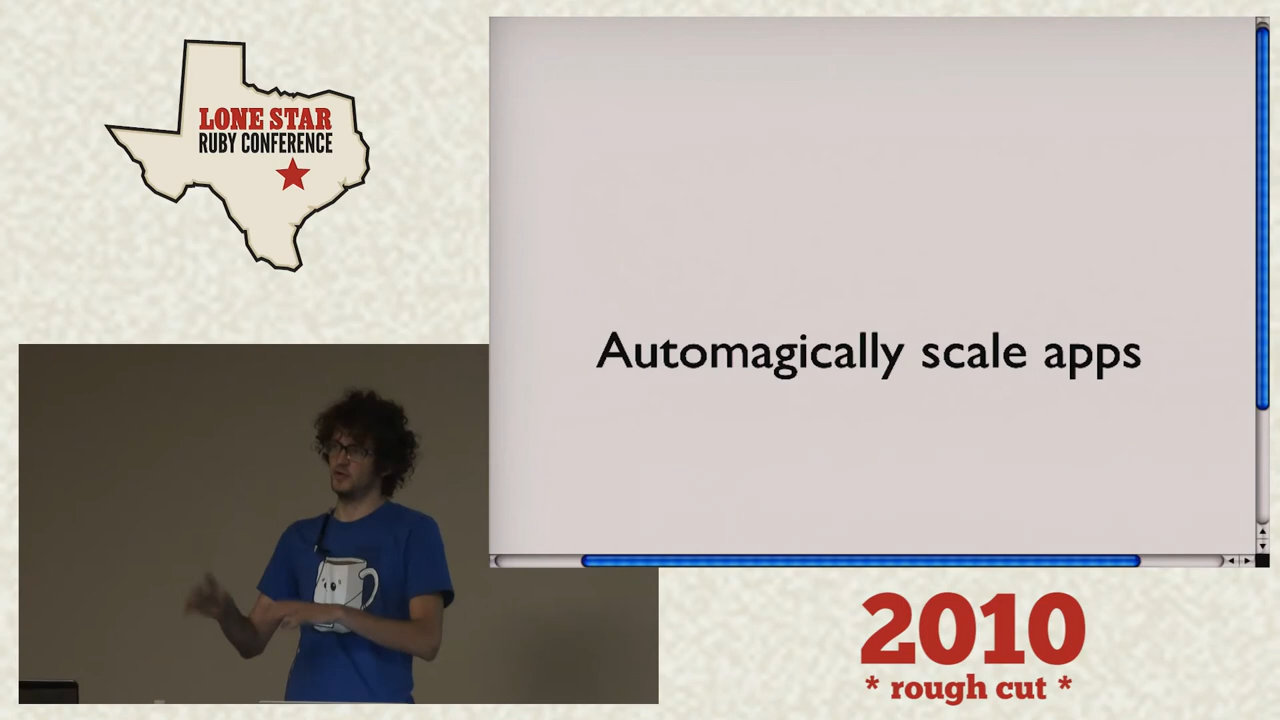 LONE STAR
RUBY CONFERENCE
Automagically scale apps
2010
* rough cut *